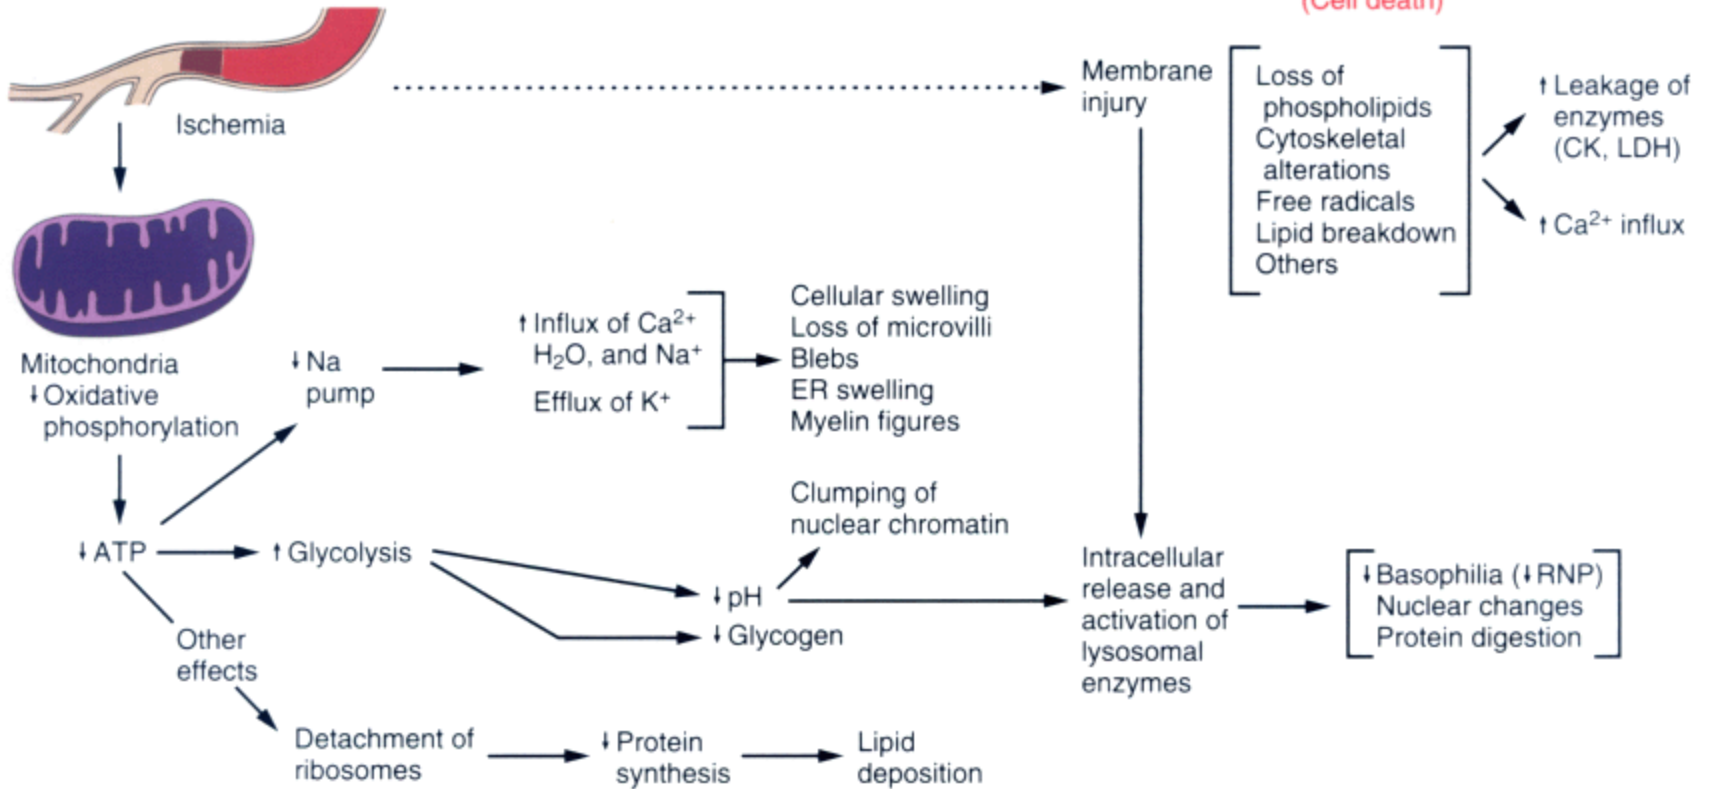 (Cell death)
Ischemia
Membrane
injury
Loss of
phospholipids
Cytoskeletal
alterations
Free radicals
Lipid breakdown
Others
↑ Leakage of
enzymes
(CK, LDH)
↑ Ca²⁺ influx
Mitochondria
↓ Oxidative
phosphorylation
↓ Na
pump
↑ Influx of Ca²⁺
H₂O, and Na⁺
Efflux of K⁺
Cellular swelling
Loss of microvilli
Blebs
ER swelling
Myelin figures
↓ ATP
↑ Glycolysis
Clumping of
nuclear chromatin
↓ pH
↓ Glycogen
Intracellular
release and
activation of
lysosomal
enzymes
↓ Basophilia (↓ RNP)
Nuclear changes
Protein digestion
Other
effects
Detachment of
ribosomes
↓ Protein
synthesis
Lipid
deposition